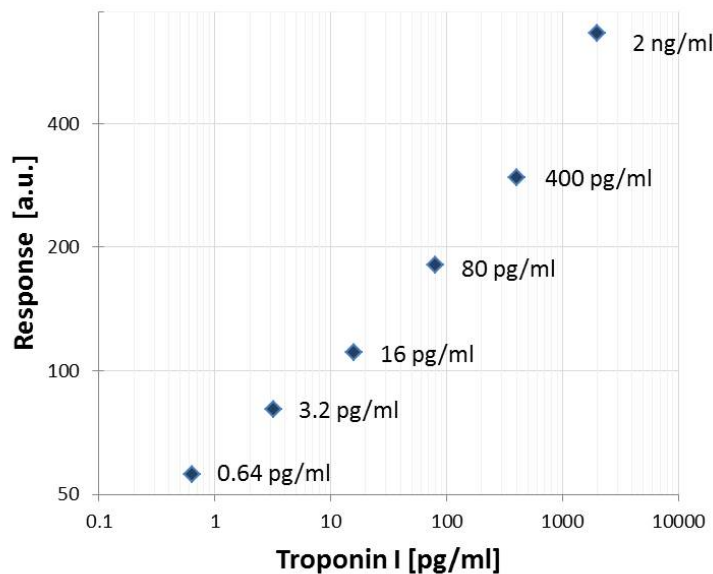 2 ng/ml
400
400 pg/ml
200
80 pg/ml
16 pg/ml
100
3.2 pg/ml
0.64 pg/ml
50
0.1 1 10 100 1000 10000
Response [a.u.]
Troponin I [pg/ml]